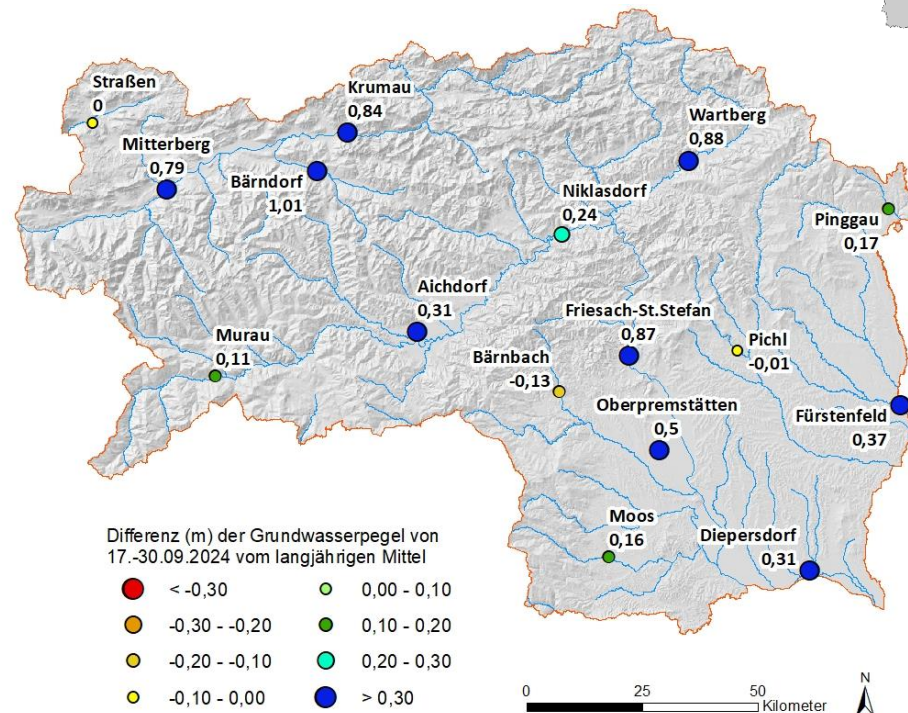 Straßen
0
Krumau
0,84
Wartberg
0,88
Mitterberg
0,79
Bärndorf
1,01
Niklasdorf
0,24
Pinggau
0,17
Aichdorf
0,31
Friesach-St.Stefan
0,87
Murau
0,11
Pichl
-0,01
Bärnbach
-0,13
Oberpremstätten
0,5
Fürstenfeld
0,37
Moos
0,16
Diepersdorf
0,31
Differenz (m) der Grundwasserpegel von
17.-30.09.2024 vom langjährigen Mittel
< -0,30
-0,30 - -0,20
-0,20 - -0,10
-0,10 - 0,00
0,00 - 0,10
0,10 - 0,20
0,20 - 0,30
> 0,30
0 25 50
Kilometer
N